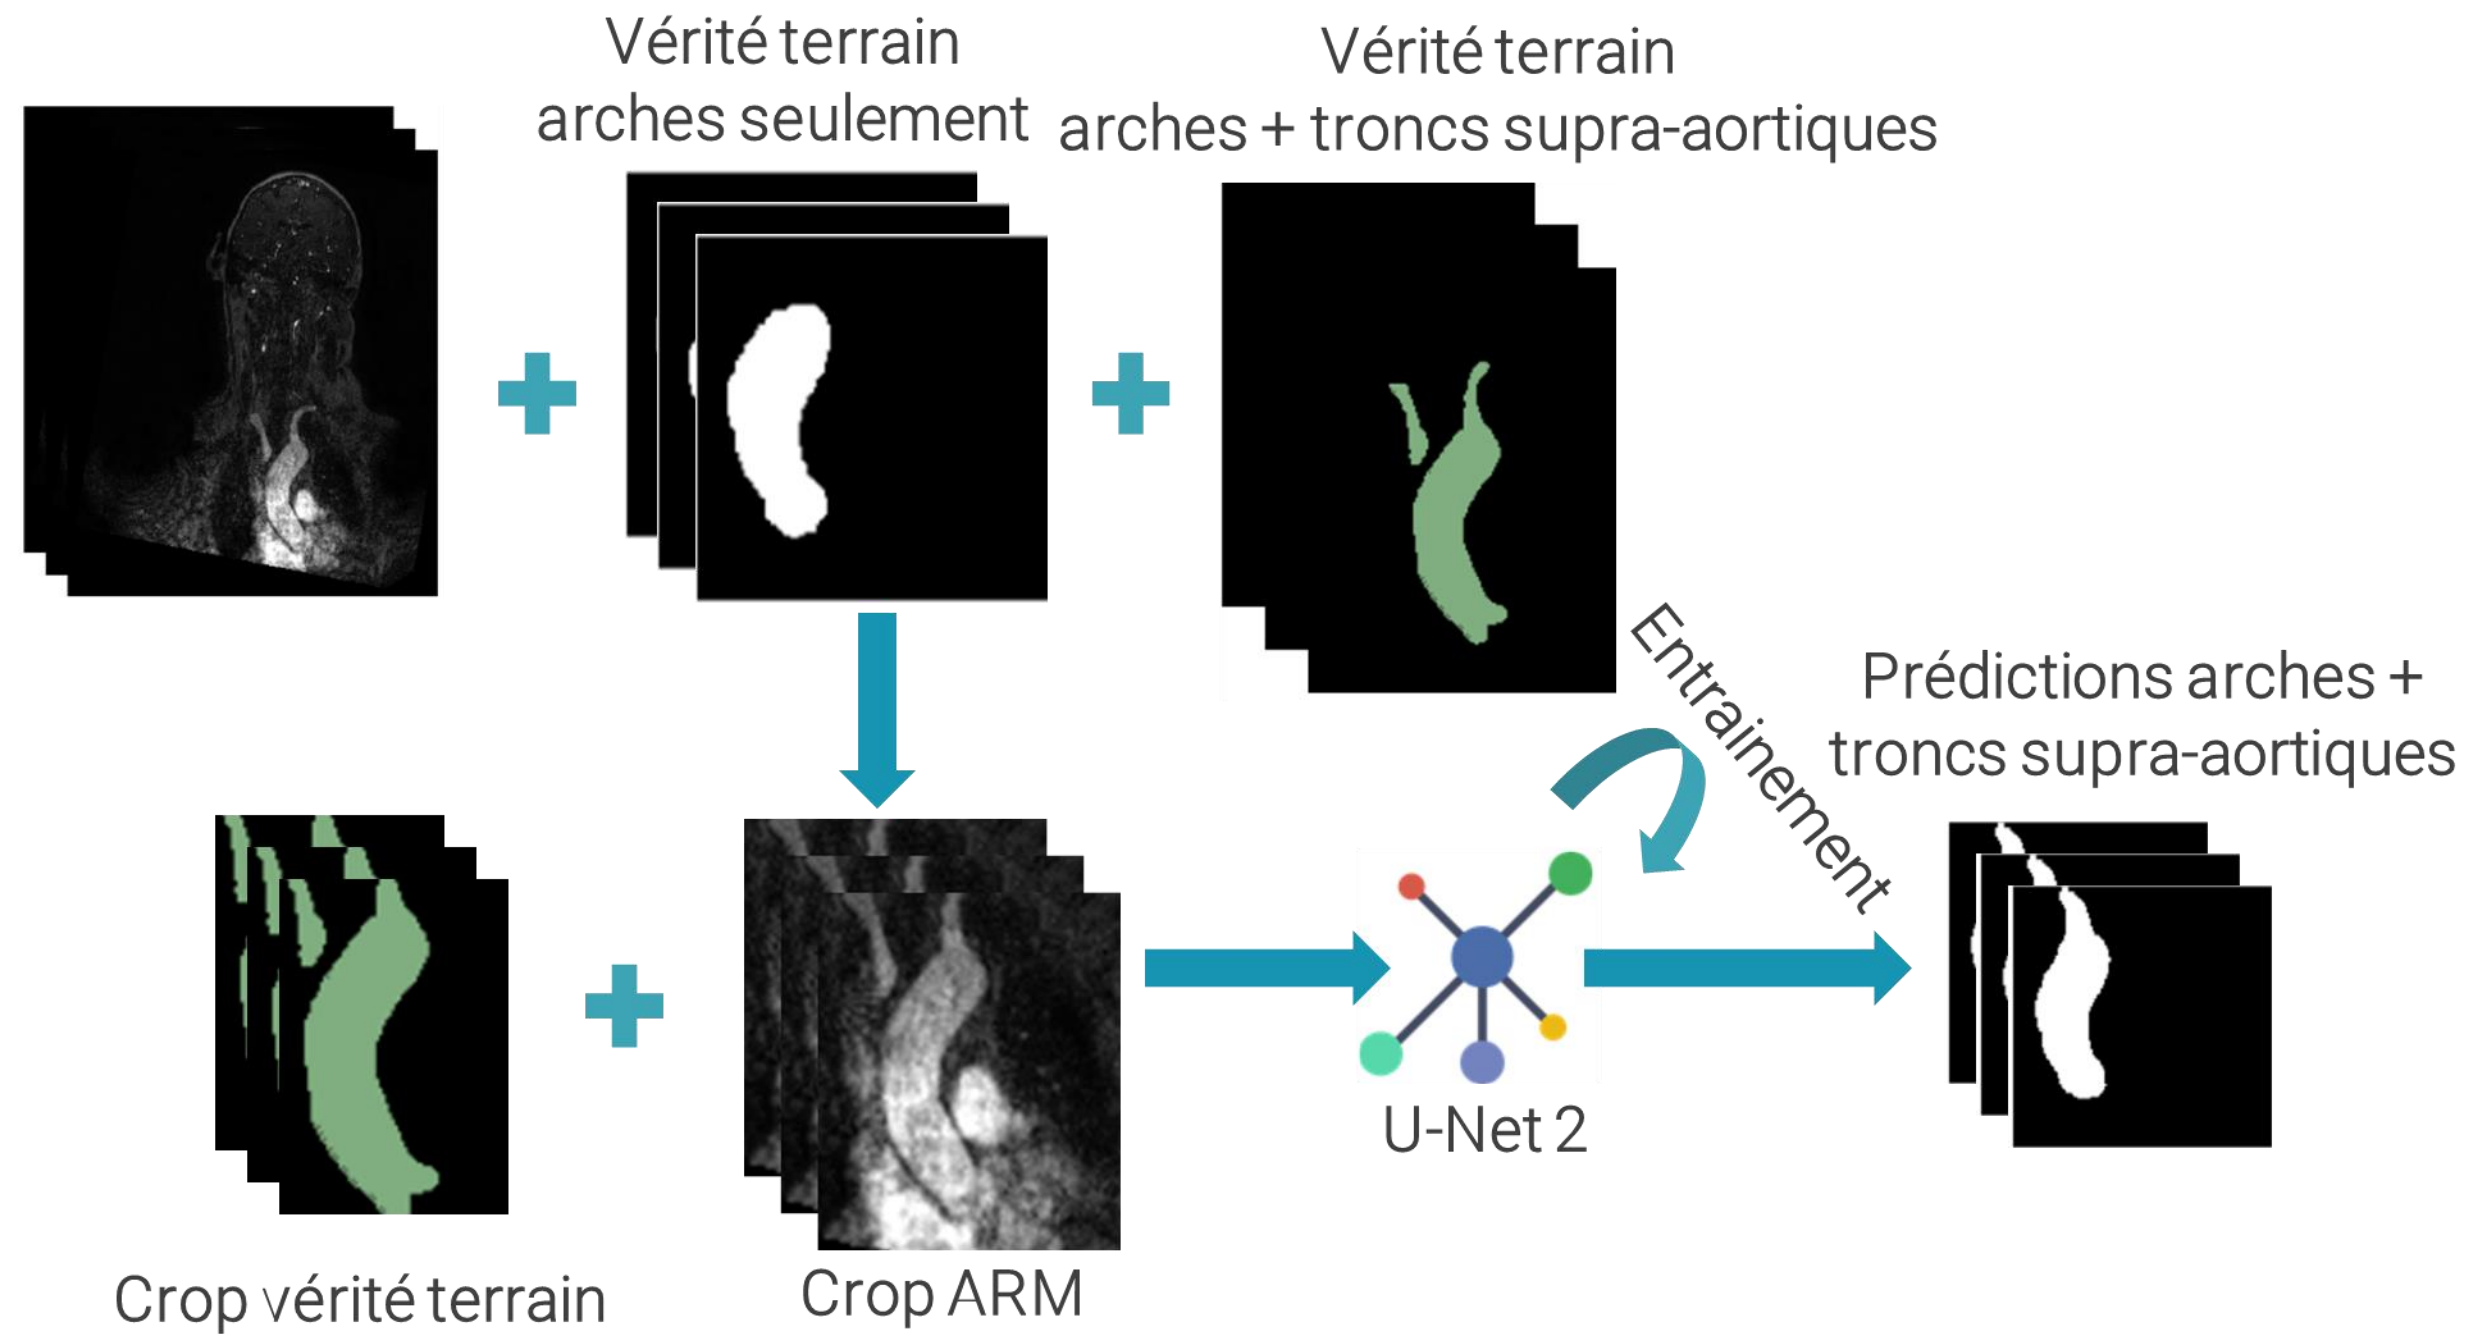 Vérité terrain
arches seulement
Vérité terrain
arches + troncs supra-aortiques
Entrainement
Prédictions arches +
troncs supra-aortiques
U-Net 2
Crop vérité terrain
Crop ARM